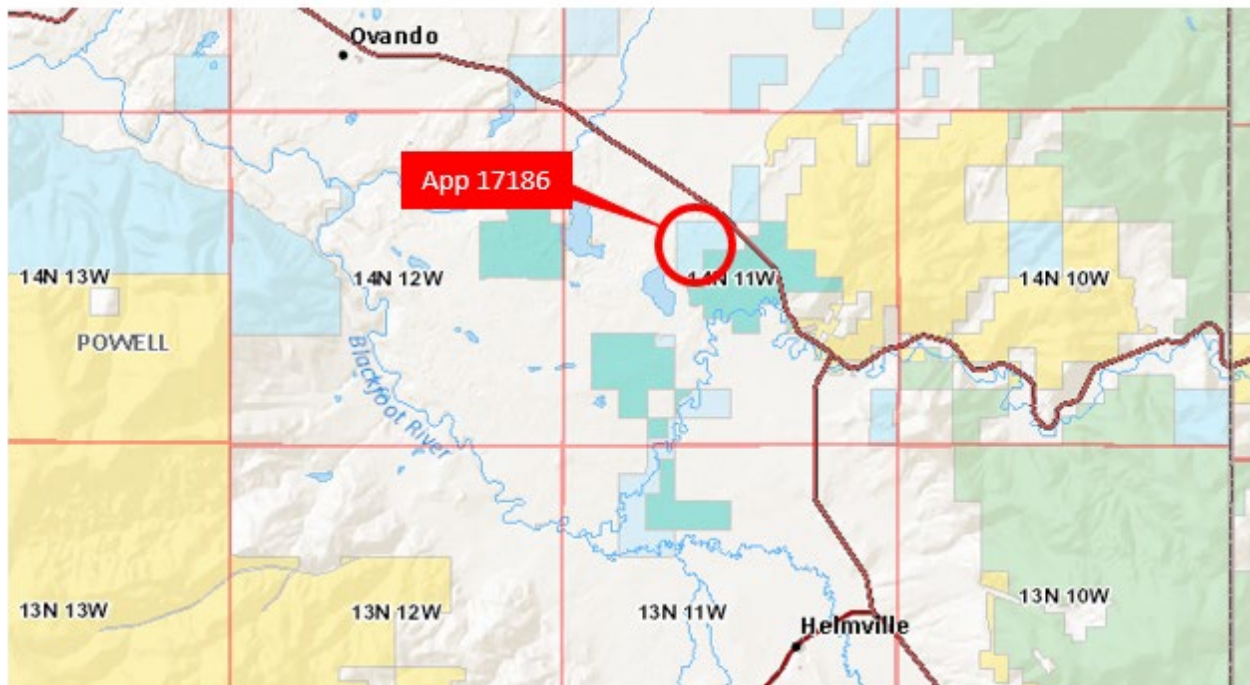 Ovando
App 17186
14N 13W
14N 12W
14N 11W
14N 10W
POWELL
Blackfoot River
13N 13W
13N 12W
13N 11W
13N 10W
Helmville